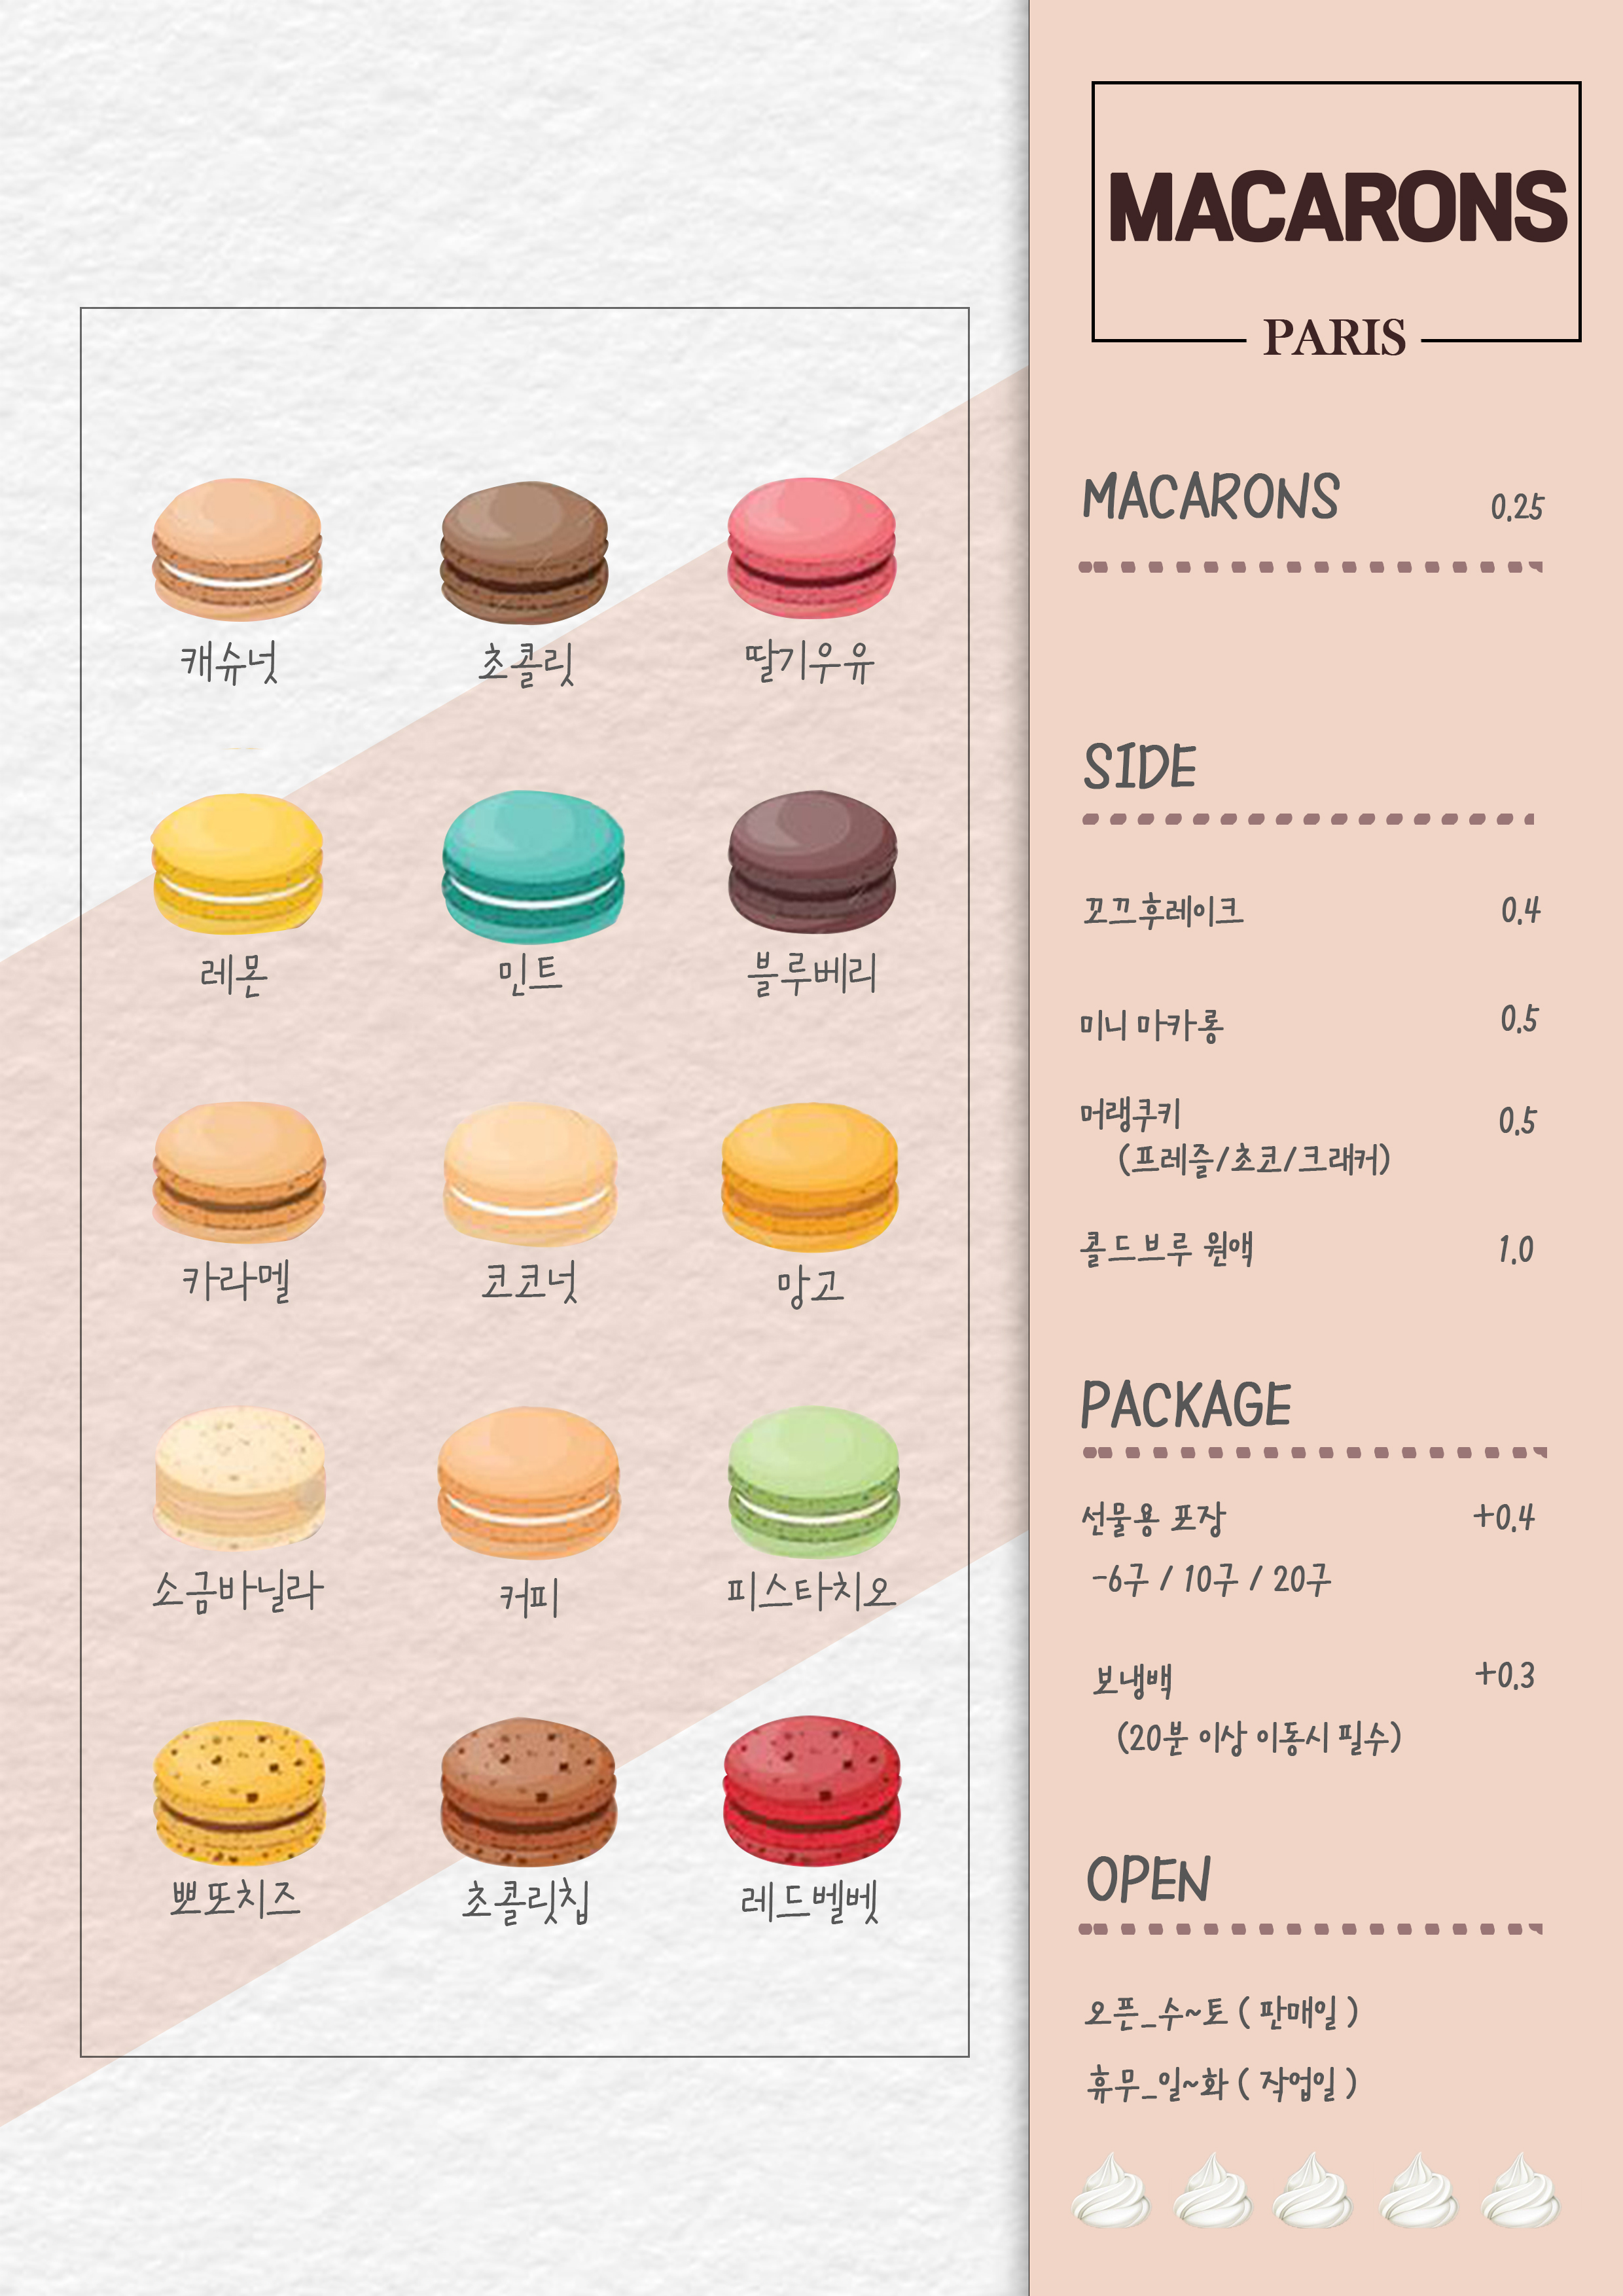 캐슈넛 초콜릿 딸기우유
레몬 민트 블루베리
카라멜 코코넛 망고
소금바닐라 커피 피스타치오
뽀또치즈 초콜릿칩 레드벨벳
MACARONS
PARIS
MACARONS 0.25
SIDE
꼬끄후레이크 0.4
미니 마카롱 0.5
머랭쿠키 0.5
(프레즐/초코/크래커)
콜드브루 원액 1.0
PACKAGE
선물용 포장 +0.4
-6구 / 10구 / 20구
보냉백 +0.3
(20분 이상 이동시 필수)
OPEN
오픈_수~토 ( 판매일 )
휴무_일~화 ( 작업일 )